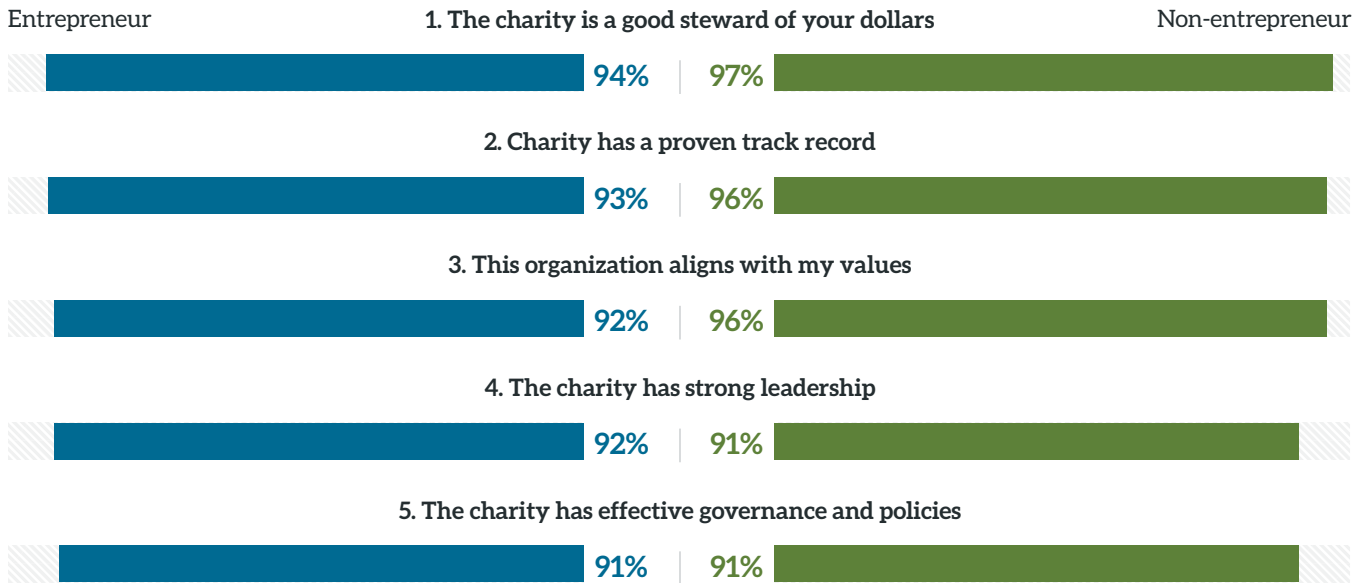 Entrepreneur 1. The charity is a good steward of your dollars Non-entrepreneur
94% 97%
2. Charity has a proven track record
93% 96%
3. This organization aligns with my values
92% 96%
4. The charity has strong leadership
92% 91%
5. The charity has effective governance and policies
91% 91%